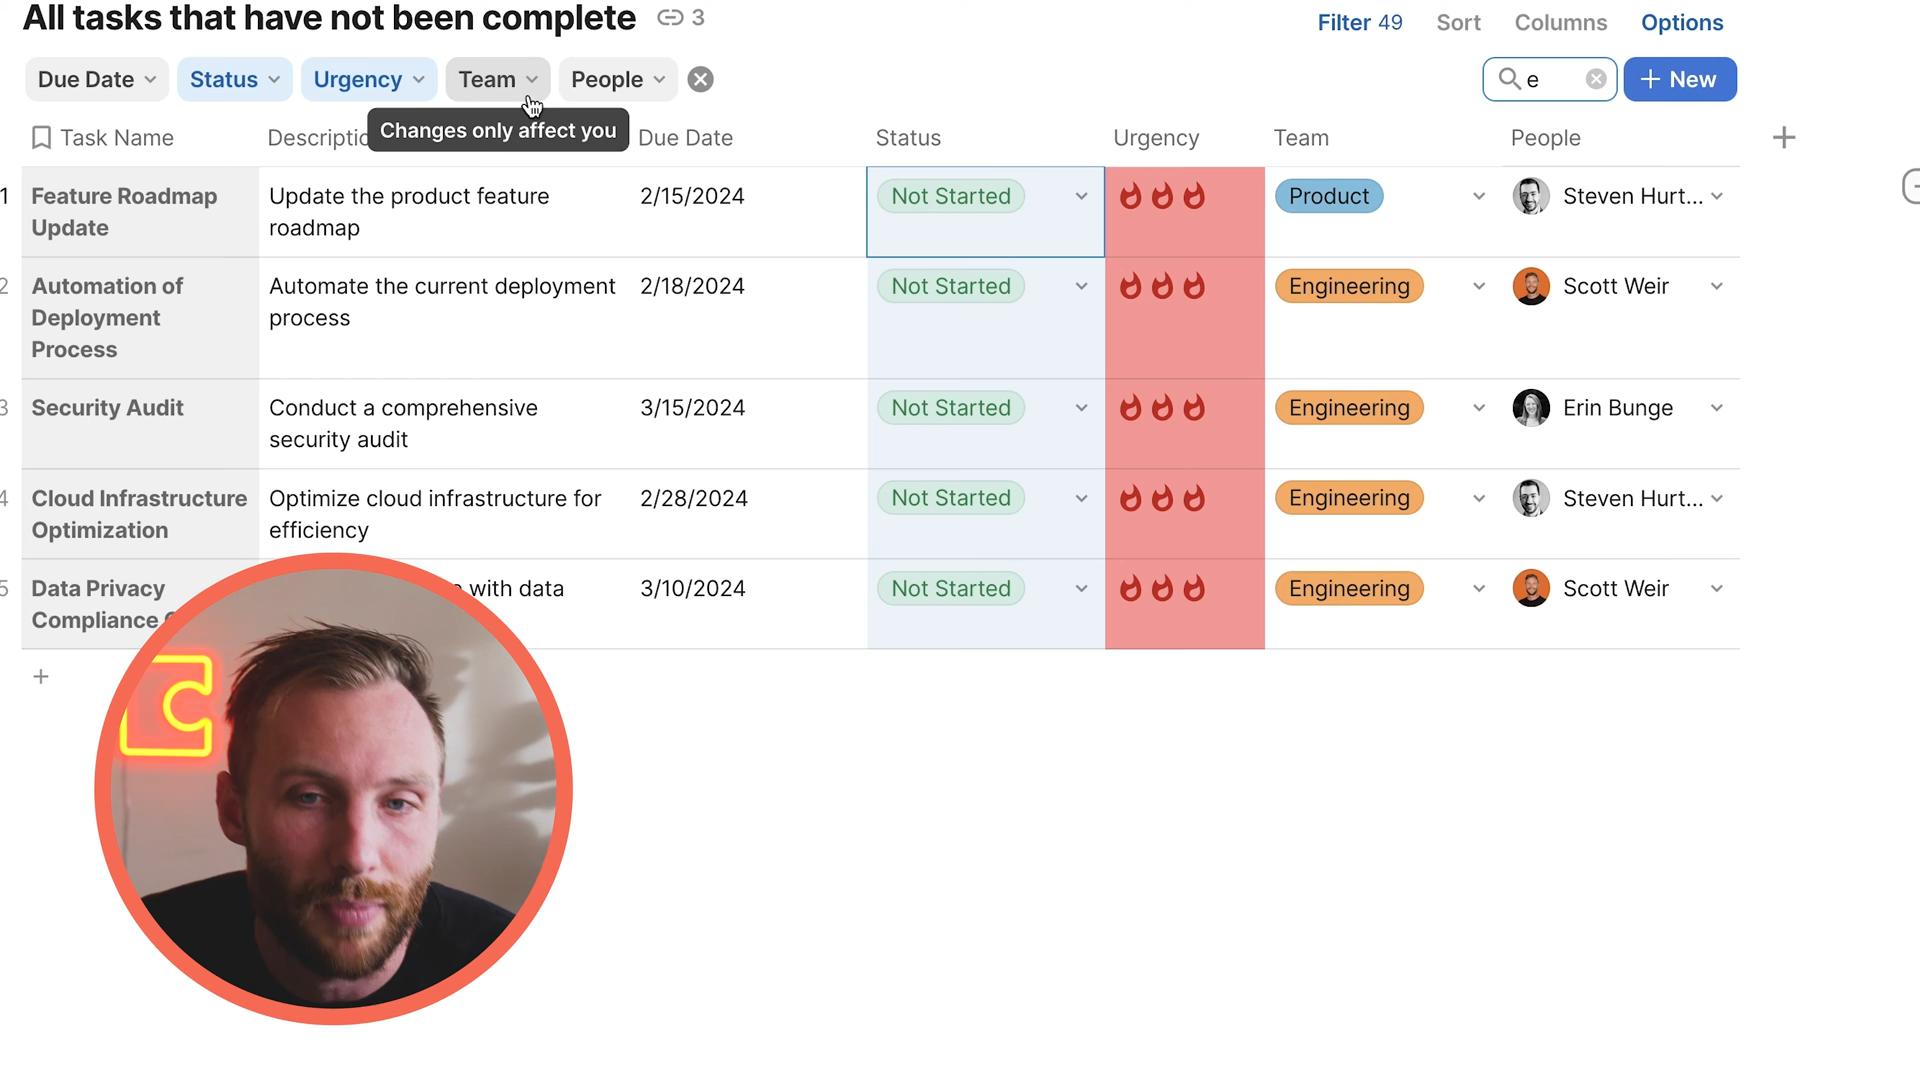 All tasks that have not been complete 3
Filter 49 Sort Columns Options
Due Date Status Urgency Team People
e
New
Changes only affect you
Task Name Due Date Status Urgency Team People
1 Feature Roadmap
Update
Update the product feature
roadmap
2/15/2024 Not Started Product Steven Hurt...
2 Automation of
Deployment
Process
Automate the current deployment
process
2/18/2024 Not Started Engineering Scott Weir
3 Security Audit
Conduct a comprehensive
security audit
3/15/2024 Not Started Engineering Erin Bunge
4 Cloud Infrastructure
Optimization
Optimize cloud infrastructure for
efficiency
2/28/2024 Not Started Engineering Steven Hurt...
5 Data Privacy
Compliance
with data
3/10/2024 Not Started Engineering Scott Weir